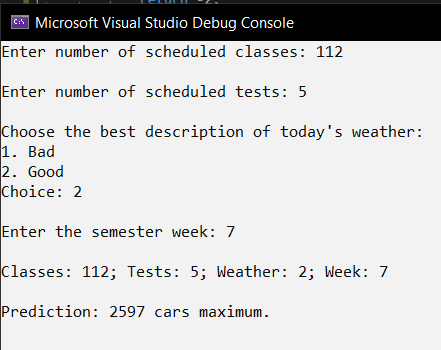 return -2;
Microsoft Visual Studio Debug Console
Enter number of scheduled classes: 112
Enter number of scheduled tests: 5
Choose the best description of today's weather:
1. Bad
2. Good
Choice: 2
Enter the semester week: 7
Classes: 112; Tests: 5; Weather: 2; Week: 7
Prediction: 2597 cars maximum.